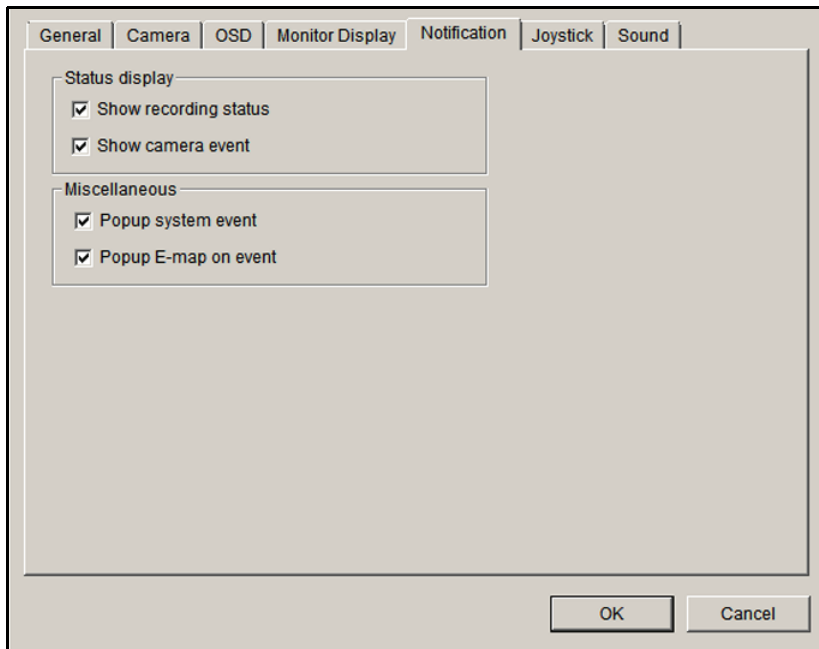 General Camera OSD Monitor Display Notification Joystick Sound
Status display
Show recording status
Show camera event
Miscellaneous
Popup system event
Popup E-map on event
OK Cancel